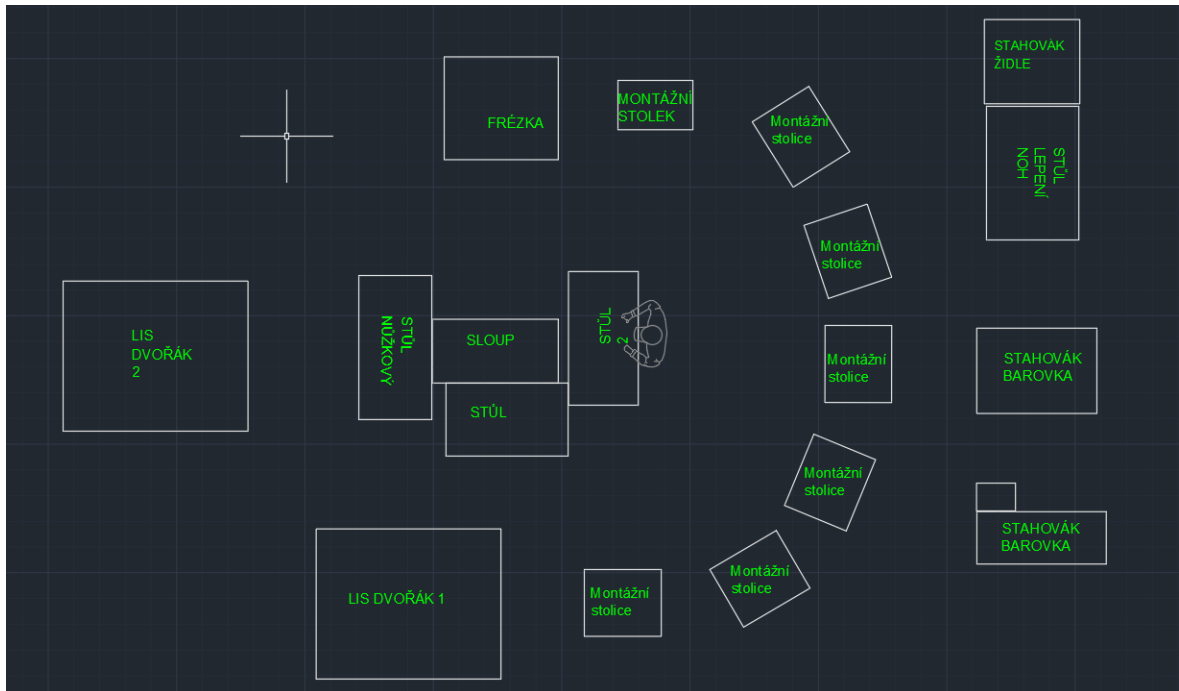 STAHOVÁK
ŽIDLE
MONTÁŽNÍ
STOLEK
FRÉZKA
Montážní
stolice
STŮL
LEPENÍ
NOH
Montážní
stolice
LIS
DVOŘÁK
2
STŮL
NŮŽKOVÝ
SLOUP
STŮL
2
Montážní
stolice
STAHOVÁK
BAROVKA
STŮL
Montážní
stolice
STAHOVÁK
BAROVKA
Montážní
stolice
LIS DVOŘÁK 1
Montážní
stolice